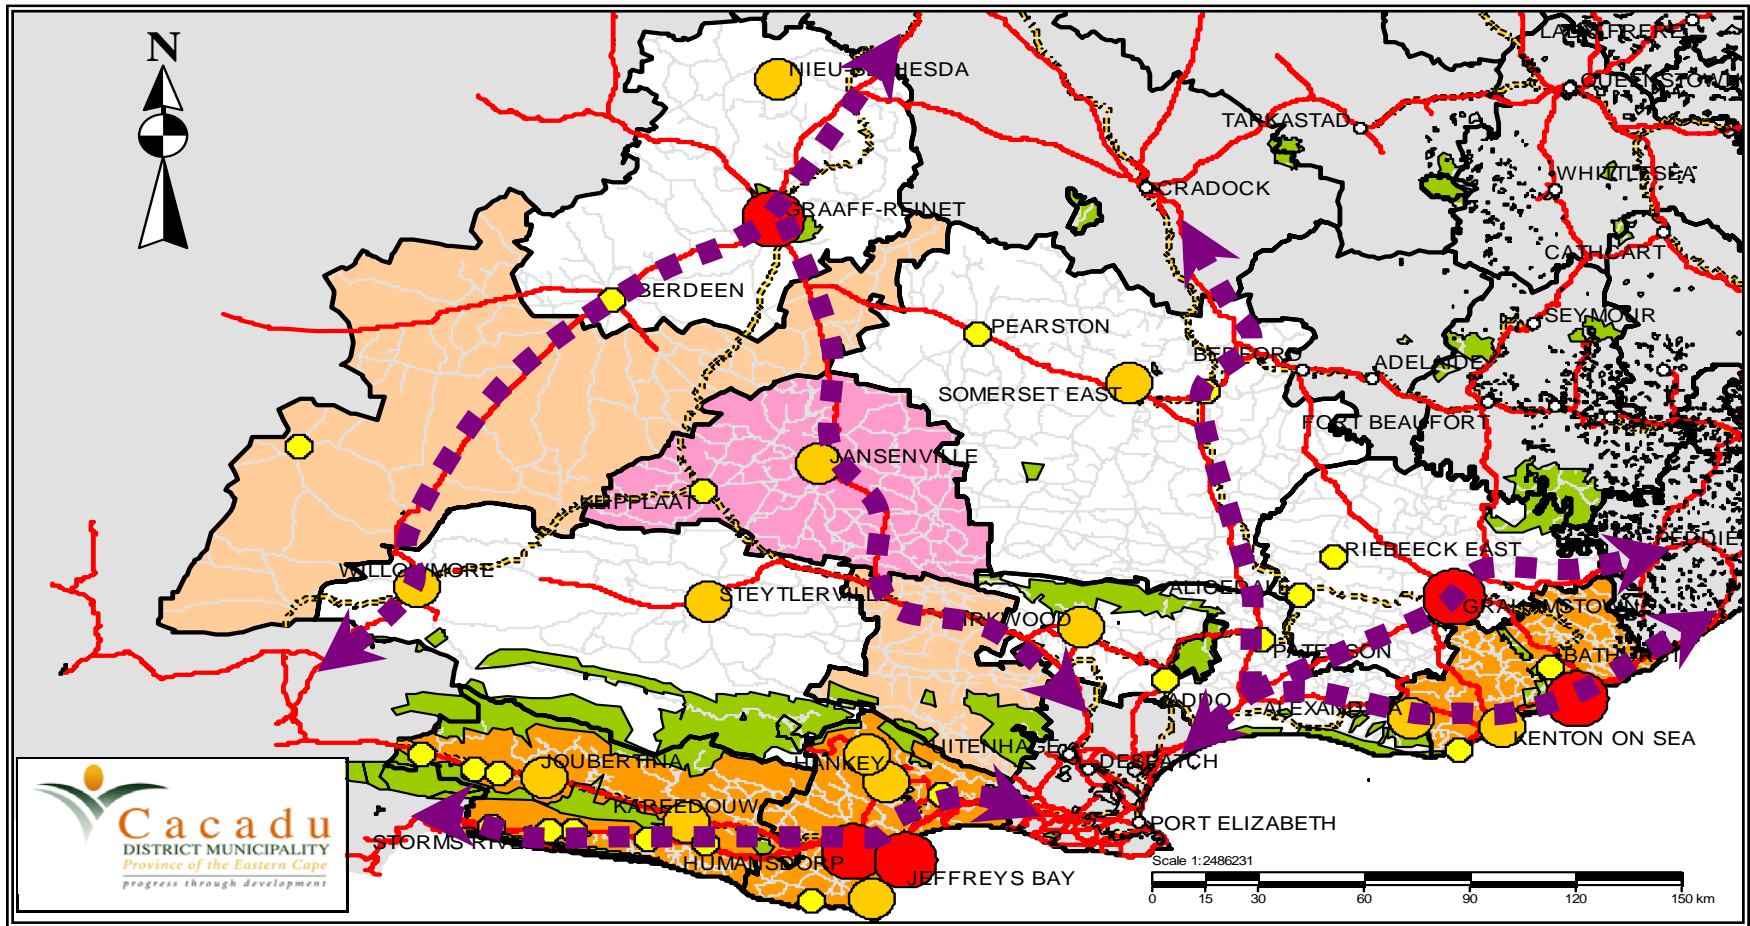 N
LADY FRERE
NIEU-BETHESDA
QUEENSTOWN
TARKASTAD
WHITTLESEA
CRADOCK
GRAAFF-REINET
CATHCART
ABERDEEN
SEYMOUR
PEARSTON
BEDFORD
ADELAIDE
SOMERSET EAST
FORT BEAUFORT
JANSENVILLE
KLIPPLAAT
PEDDIE
RIEBEECK EAST
WILLOWMORE
ALICEDALE
STEYTLERVILLE
GRAHAMSTOWN
KIRKWOOD
PATERSON
BATHURST
ADDO
ALEXANDRIA
KENTON ON SEA
UITENHAGE
JOUBERTINA
HANKEY
DESPATCH
KAREEDOUW
PORT ELIZABETH
STORMS RIVER
HUMANSDORP
JEFFREYS BAY
Cacadu
DISTRICT MUNICIPALITY
Province of the Eastern Cape
progress through development
Scale 1:2486231
0 15 30 60 90 120 150 km